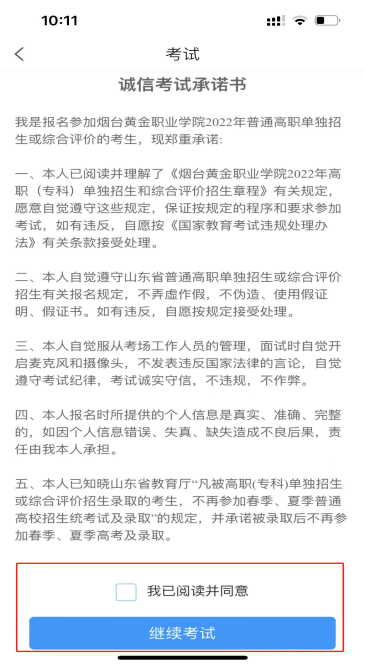 10:11
考试
诚信考试承诺书
我是报名参加烟台黄金职业学院2022年普通高职单独招
生或综合评价的考生，现郑重承诺:
一、本人已阅读并理解了《烟台黄金职业学院2022年高
职（专科）单独招生和综合评价招生章程》有关规定，
愿意自觉遵守这些规定，保证按规定的程序和要求参加
考试，如有违反，自愿按《国家教育考试违规处理办
法》有关条款接受处理。
二、本人自觉遵守山东省普通高职单独招生或综合评价
招生有关报名规定，不弄虚作假，不伪造、使用假证
明、假证书。如有违反，自愿按规定接受处理。
三、本人自觉服从考场工作人员的管理，面试时自觉开
启麦克风和摄像头，不发表违反国家法律的言论，自觉
遵守考试纪律，考试诚实守信，不违规，不作弊。
四、本人报名时所提供的个人信息是真实、准确、完整
的，如因个人信息错误、失真、缺失造成不良后果，责
任由我本人承担。
五、本人已知晓山东省教育厅“凡被高职(专科)单独招生
或综合评价招生录取的考生，不再参加春季、夏季普通
高校招生统考试及录取”的规定，并承诺被录取后不再参
加春季、夏季高考及录取。
我已阅读并同意
继续考试